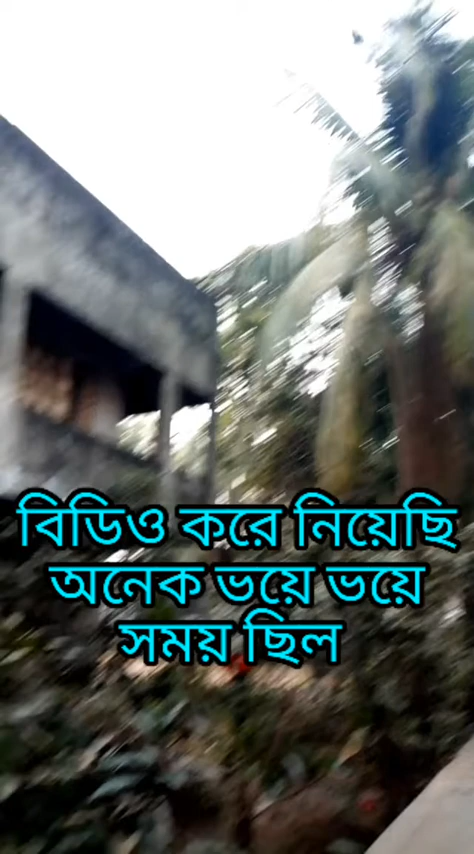 বিডিও করে নিয়েছি
অনেক ভয়ে ভয়ে
সময় ছিল